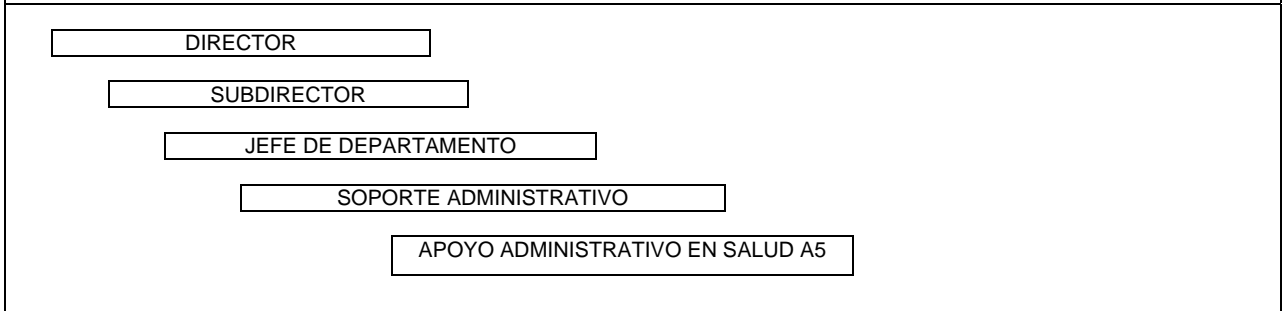 DIRECTOR
SUBDIRECTOR
JEFE DE DEPARTAMENTO
SOPORTE ADMINISTRATIVO
APOYO ADMINISTRATIVO EN SALUD A5